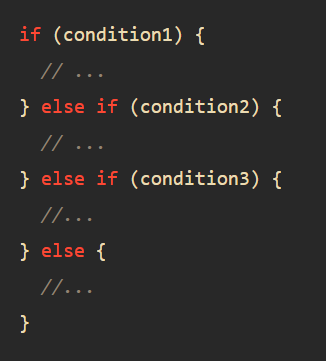 if (condition1) {
  // ...
} else if (condition2) {
  // ...
} else if (condition3) {
  //...
} else {
  //...
}